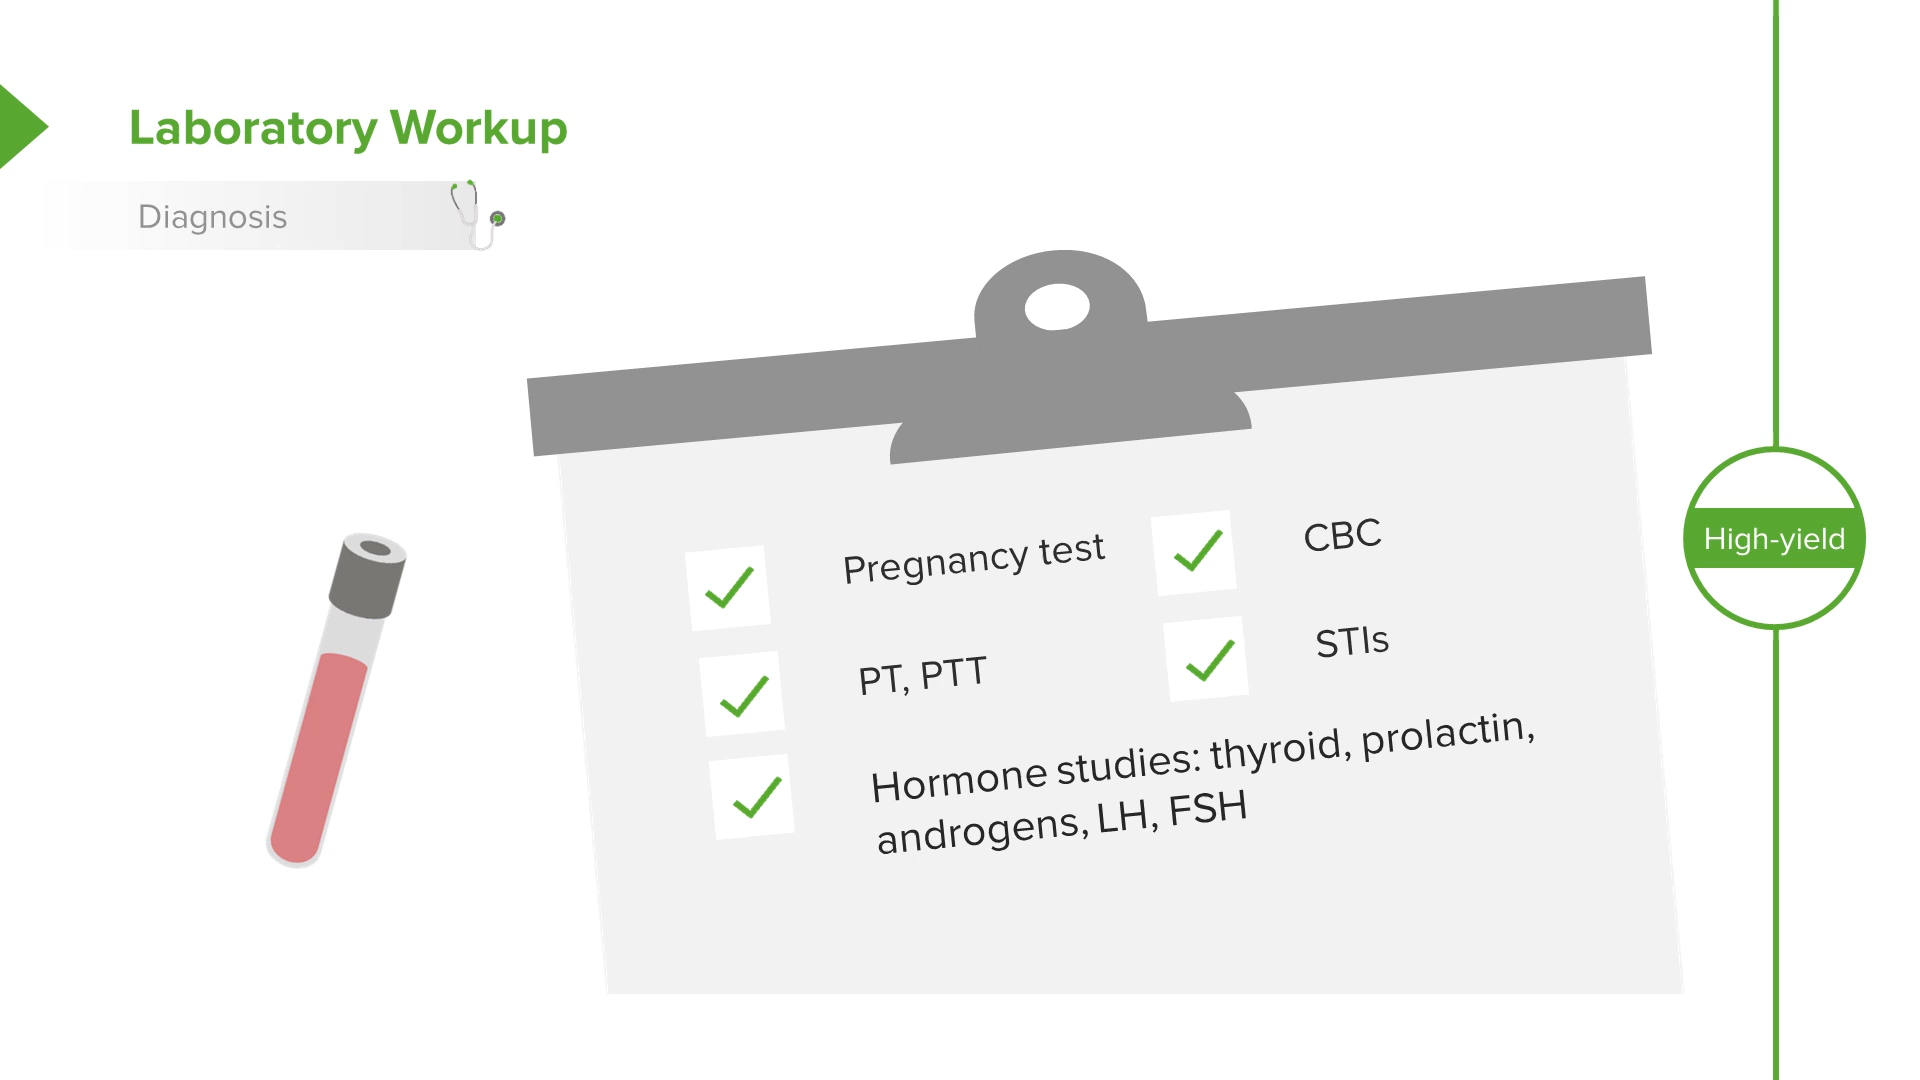 Laboratory Workup
Diagnosis
Pregnancy test
CBC
PT, PTT
STIs
Hormone studies: thyroid, prolactin,
androgens, LH, FSH
High-yield